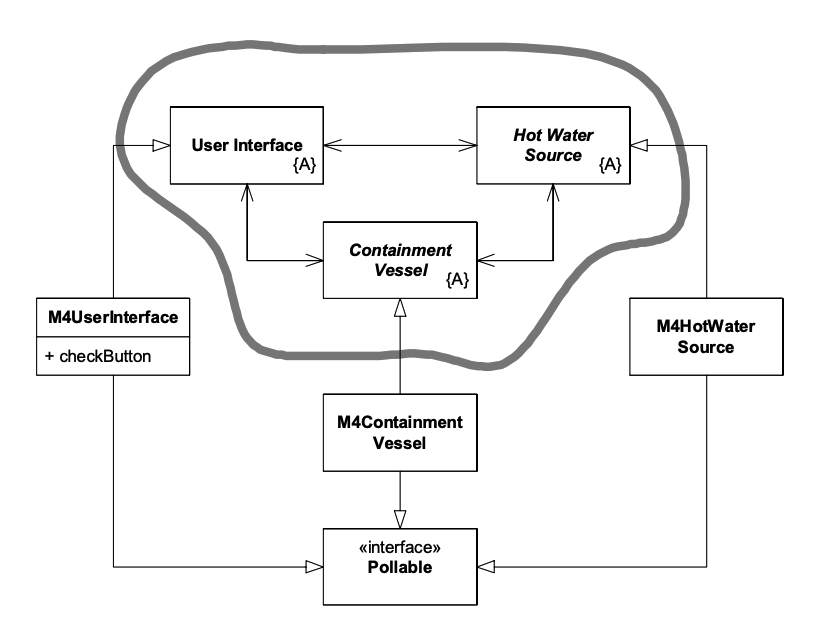 User Interface
{A}
Hot Water
Source
{A}
Containment
Vessel
{A}
M4UserInterface
+ checkButton
M4HotWater
Source
M4Containment
Vessel
«interface»
Pollable